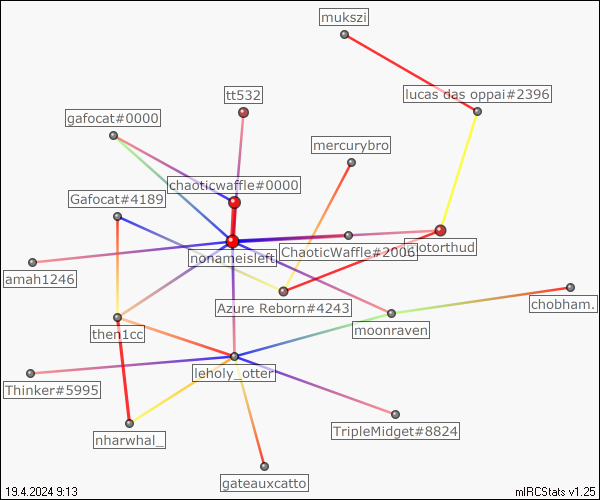 mukszi
lucas das oppai#2396
tt532
gafocat#0000
mercurybro
chaoticwaffle#0000
Gafocat#4189
otorthud
nonameisleft
ChaoticWaffle#2006
amah1246
Azure Reborn#4243
chobham.
moonraven
then1cc
leholy_otter
Thinker#5995
TripleMidget#8824
nharwhal_
gateauxcatto
19.4.2024 9:13
mIRCStats v1.25